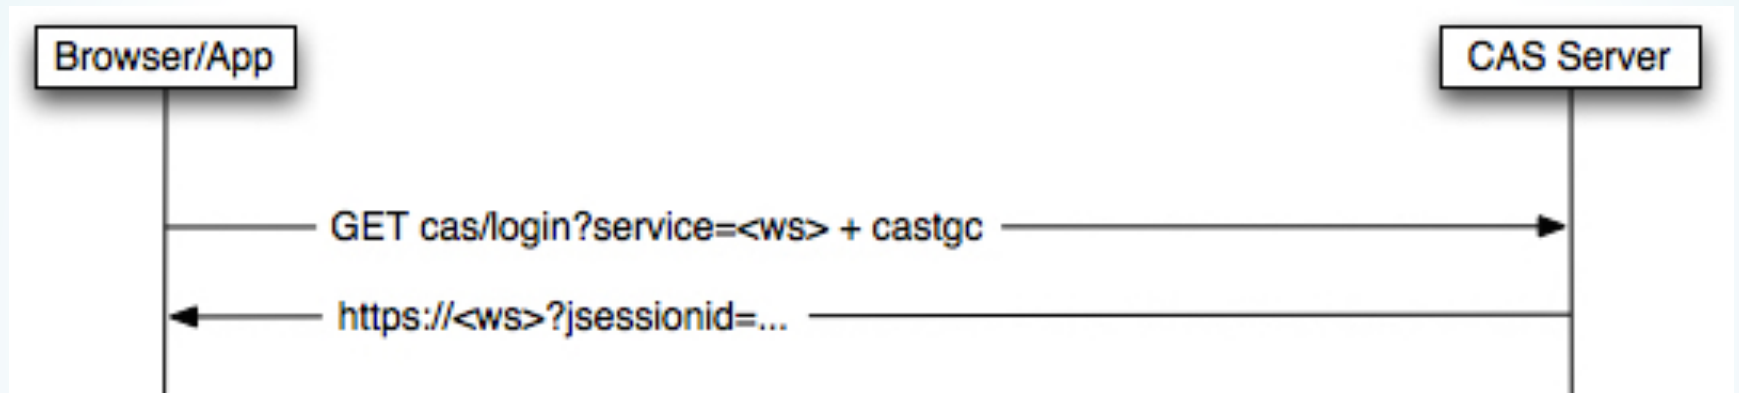 Browser/App
CAS Server
GET cas/login?service=<ws> + castgc
https://<ws>?jsessionid=...